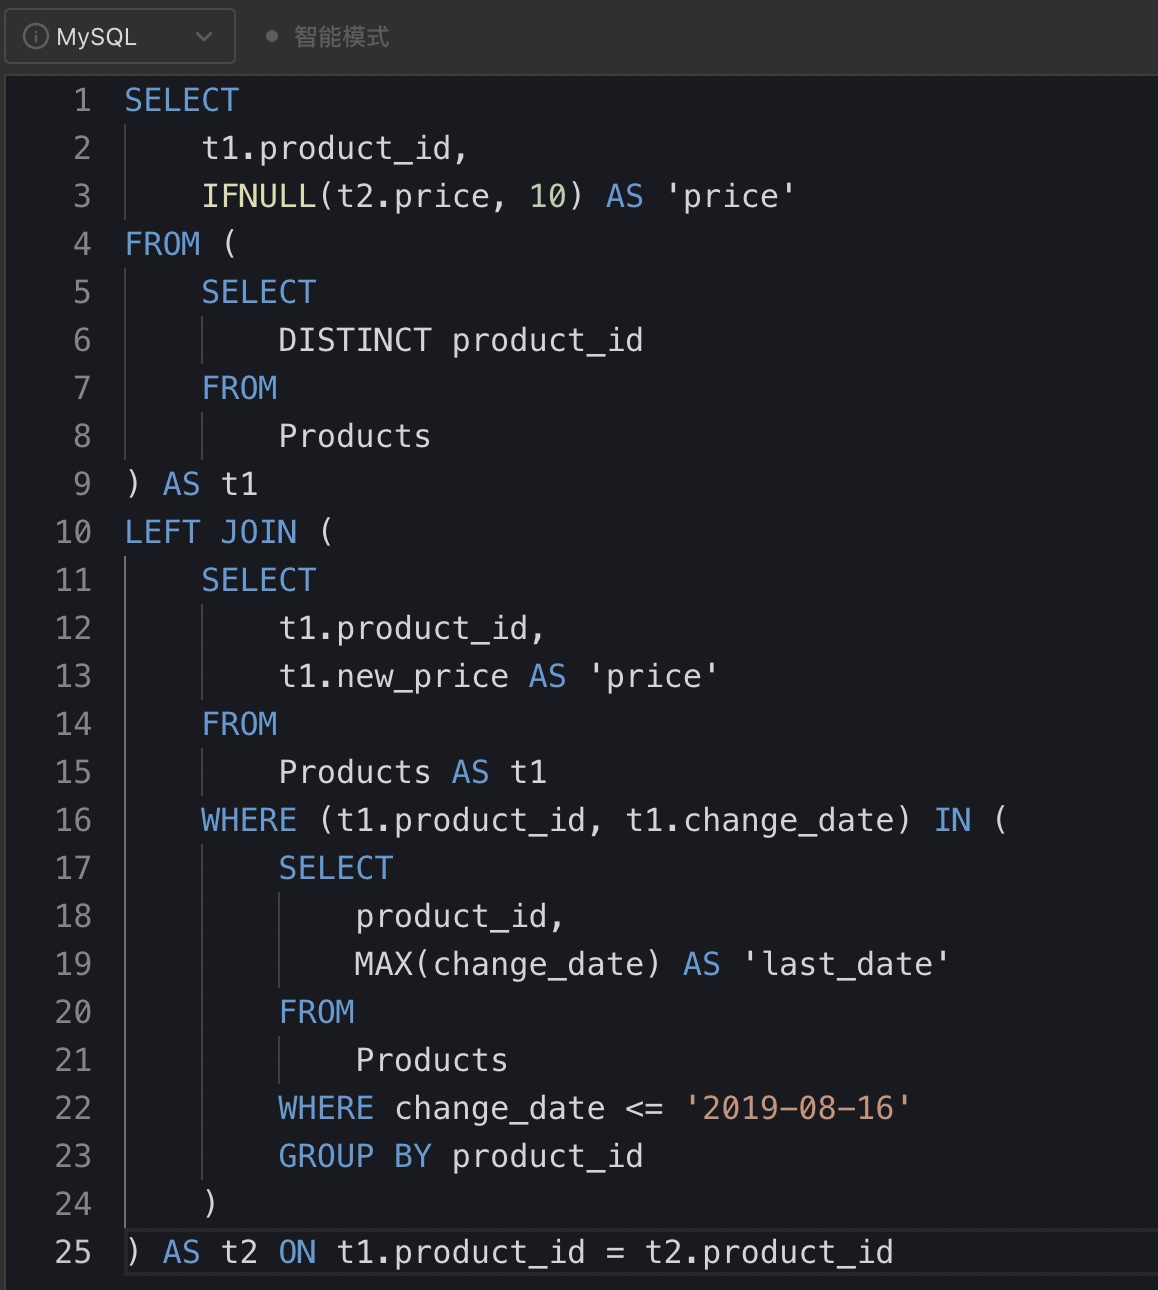 MySQL 智能模式
1 SELECT
2 t1.product_id,
3 IFNULL(t2.price, 10) AS 'price'
4 FROM (
5 SELECT
6 DISTINCT product_id
7 FROM
8 Products
9 ) AS t1
10 LEFT JOIN (
11 SELECT
12 t1.product_id,
13 t1.new_price AS 'price'
14 FROM
15 Products AS t1
16 WHERE (t1.product_id, t1.change_date) IN (
17 SELECT
18 product_id,
19 MAX(change_date) AS 'last_date'
20 FROM
21 Products
22 WHERE change_date <= '2019-08-16'
23 GROUP BY product_id
24 )
25 ) AS t2 ON t1.product_id = t2.product_id